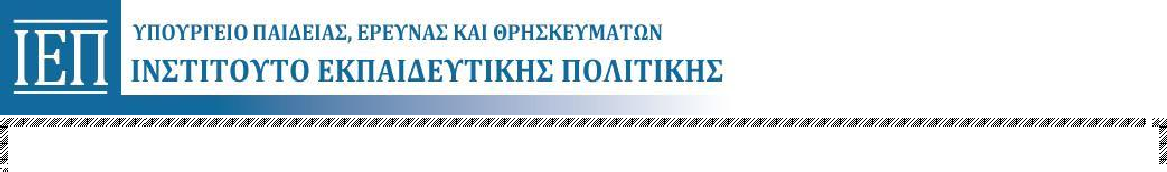 ΙΕΠ
ΥΠΟΥΡΓΕΙΟ ΠΑΙΔΕΙΑΣ, ΕΡΕΥΝΑΣ ΚΑΙ ΘΡΗΣΚΕΥΜΑΤΩΝ
ΙΝΣΤΙΤΟΥΤΟ ΕΚΠΑΙΔΕΥΤΙΚΗΣ ΠΟΛΙΤΙΚΗΣ